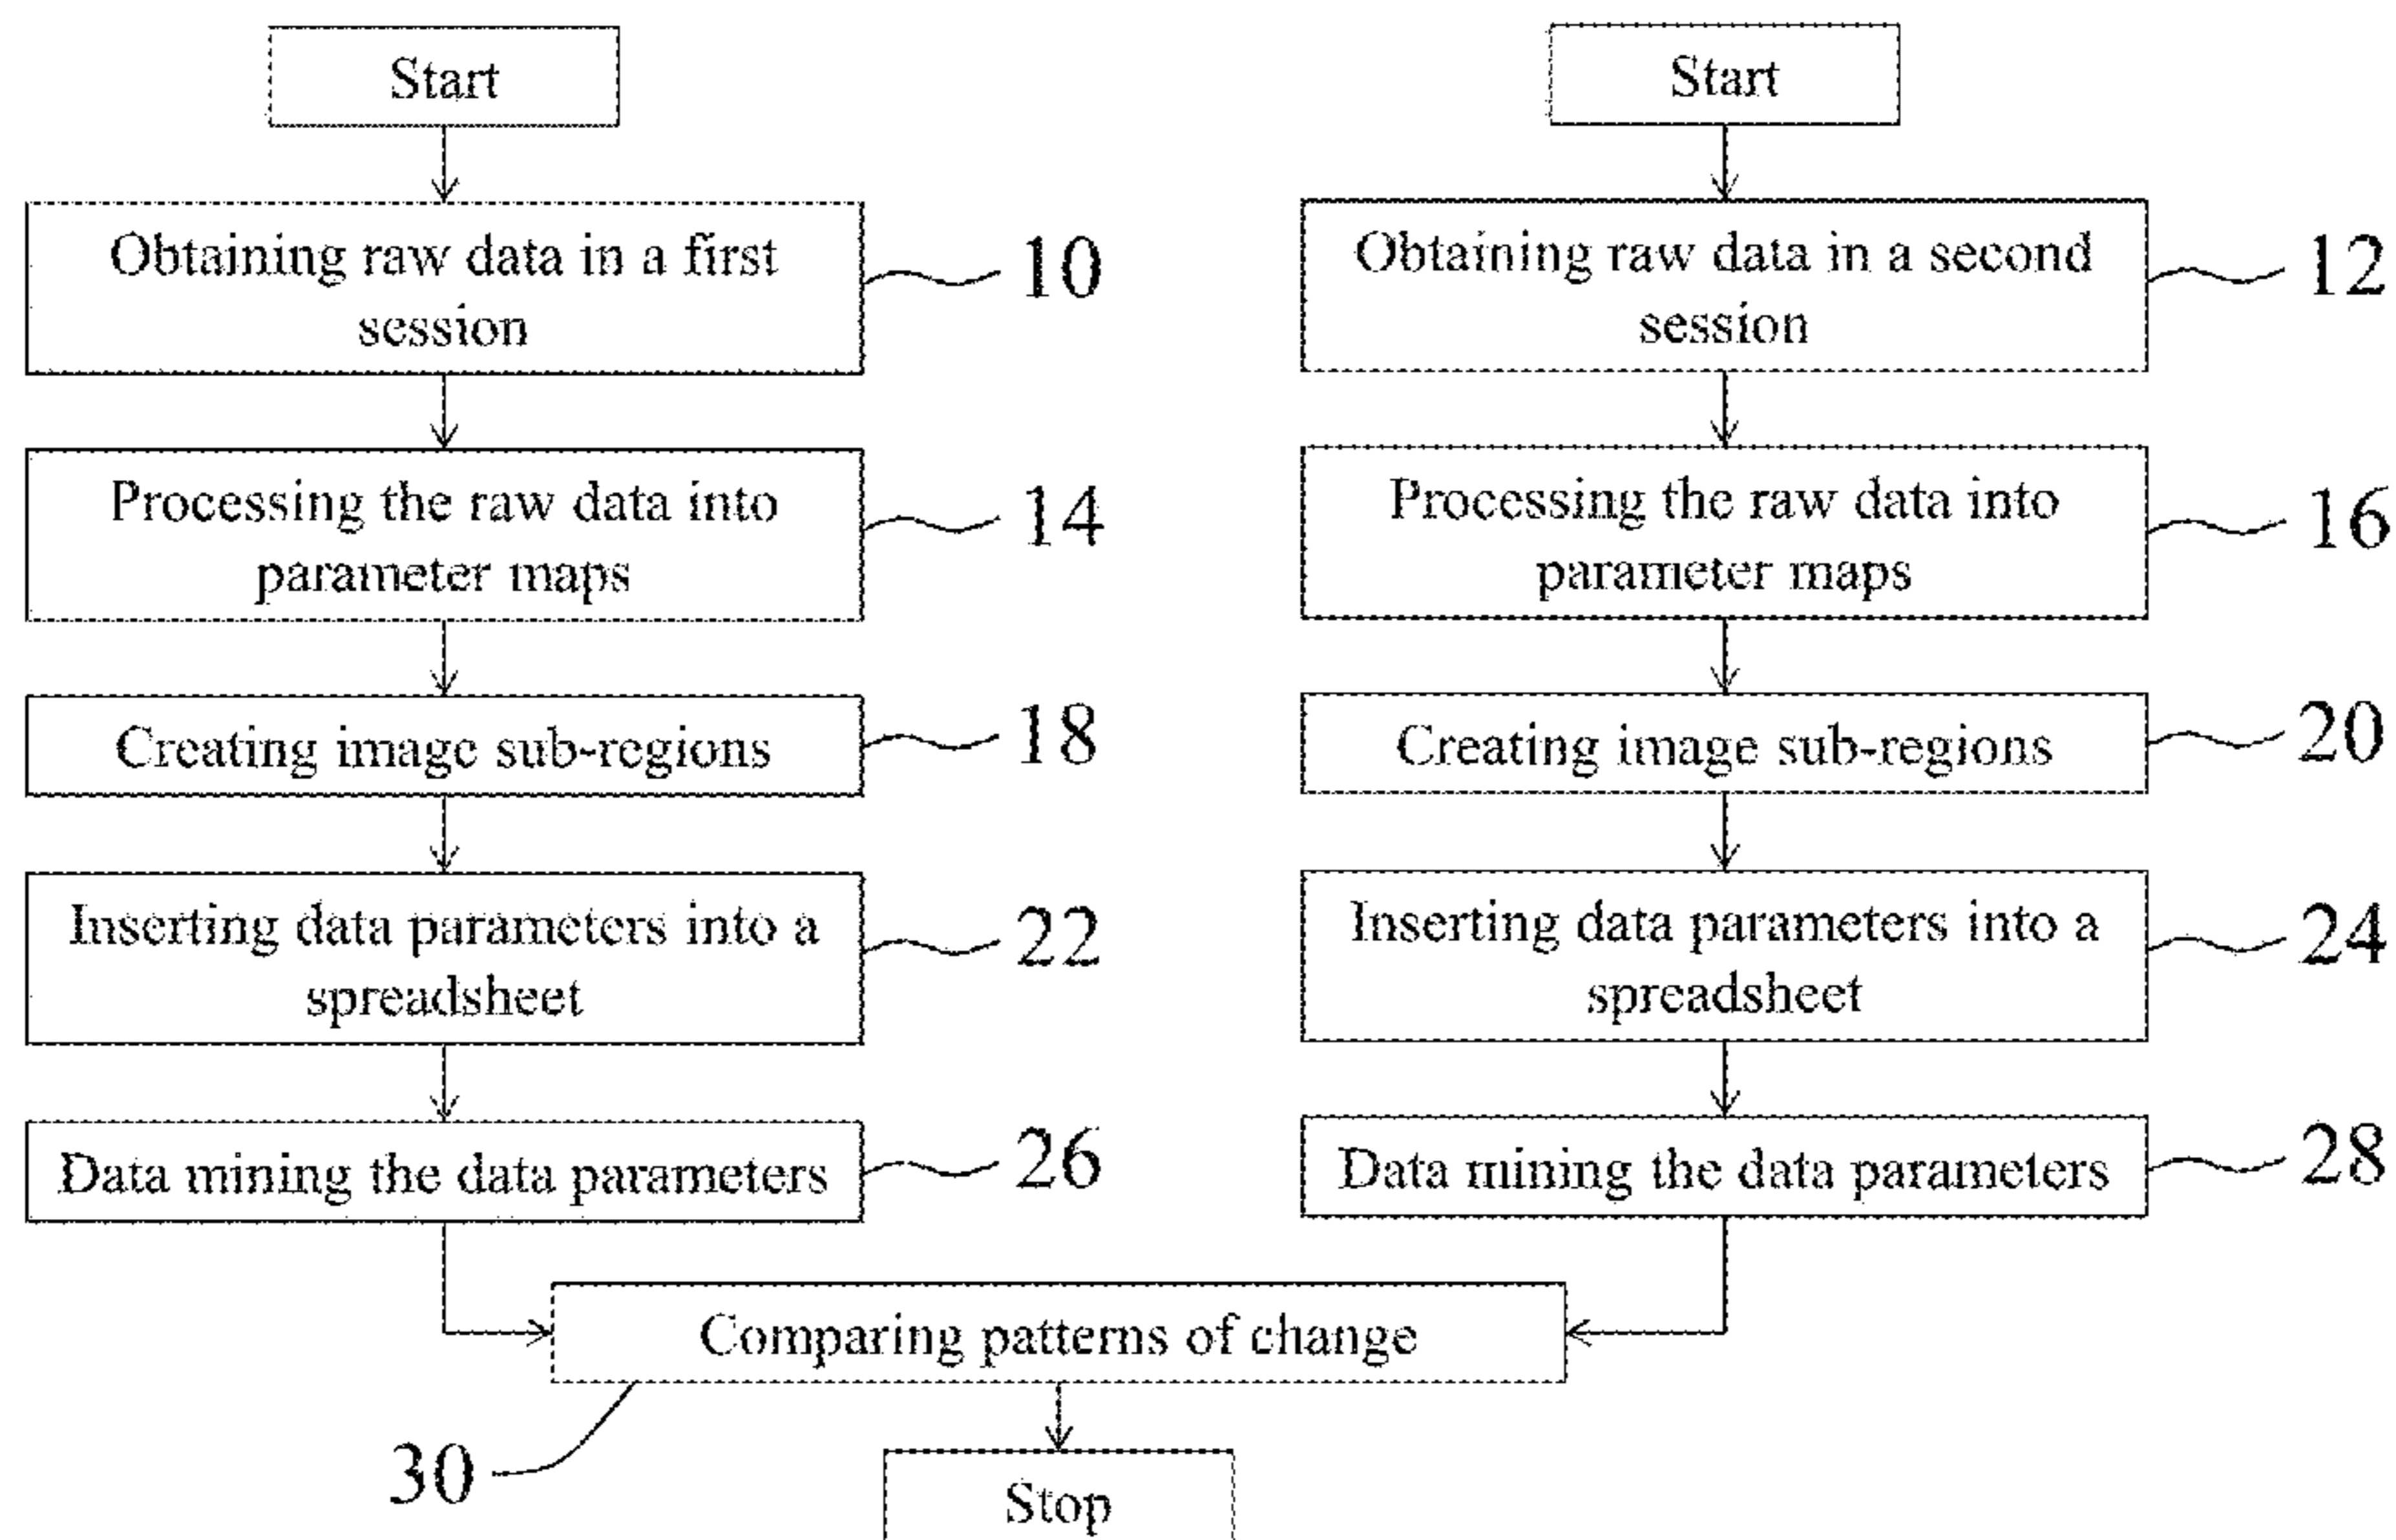 Start
Obtaining raw data in a first
session
10
Processing the raw data into
parameter maps
14
Creating image sub-regions
18
Inserting data parameters into a
spreadsheet
22
Data mining the data parameters
26
Start
Obtaining raw data in a second
session
12
Processing the raw data into
parameter maps
16
Creating image sub-regions
20
Inserting data parameters into a
spreadsheet
24
Data mining the data parameters
28
Comparing patterns of change
30
Stop